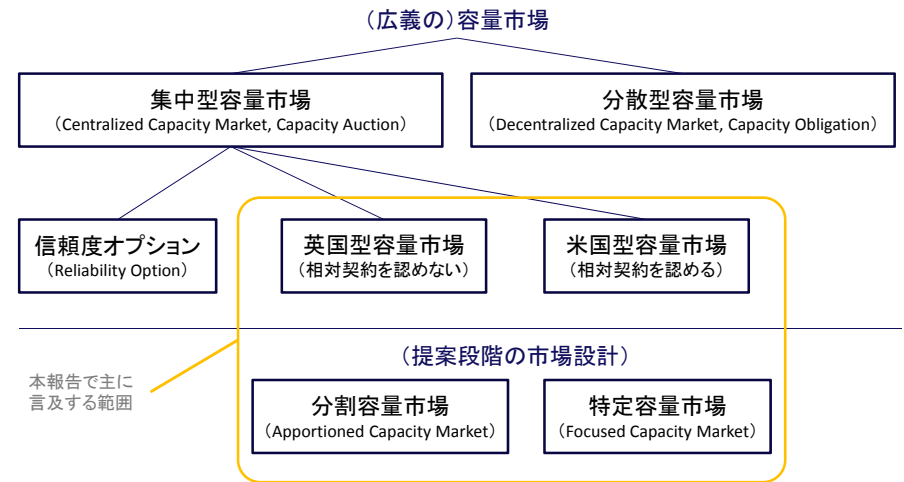 （広義の）容量市場
集中型容量市場
（Centralized Capacity Market, Capacity Auction）
分散型容量市場
（Decentralized Capacity Market, Capacity Obligation）
信頼度オプション
（Reliability Option）
英国型容量市場
（相対契約を認めない）
米国型容量市場
（相対契約を認める）
（提案段階の市場設計）
本報告で主に
言及する範囲
分割容量市場
（Apportioned Capacity Market）
特定容量市場
（Focused Capacity Market）